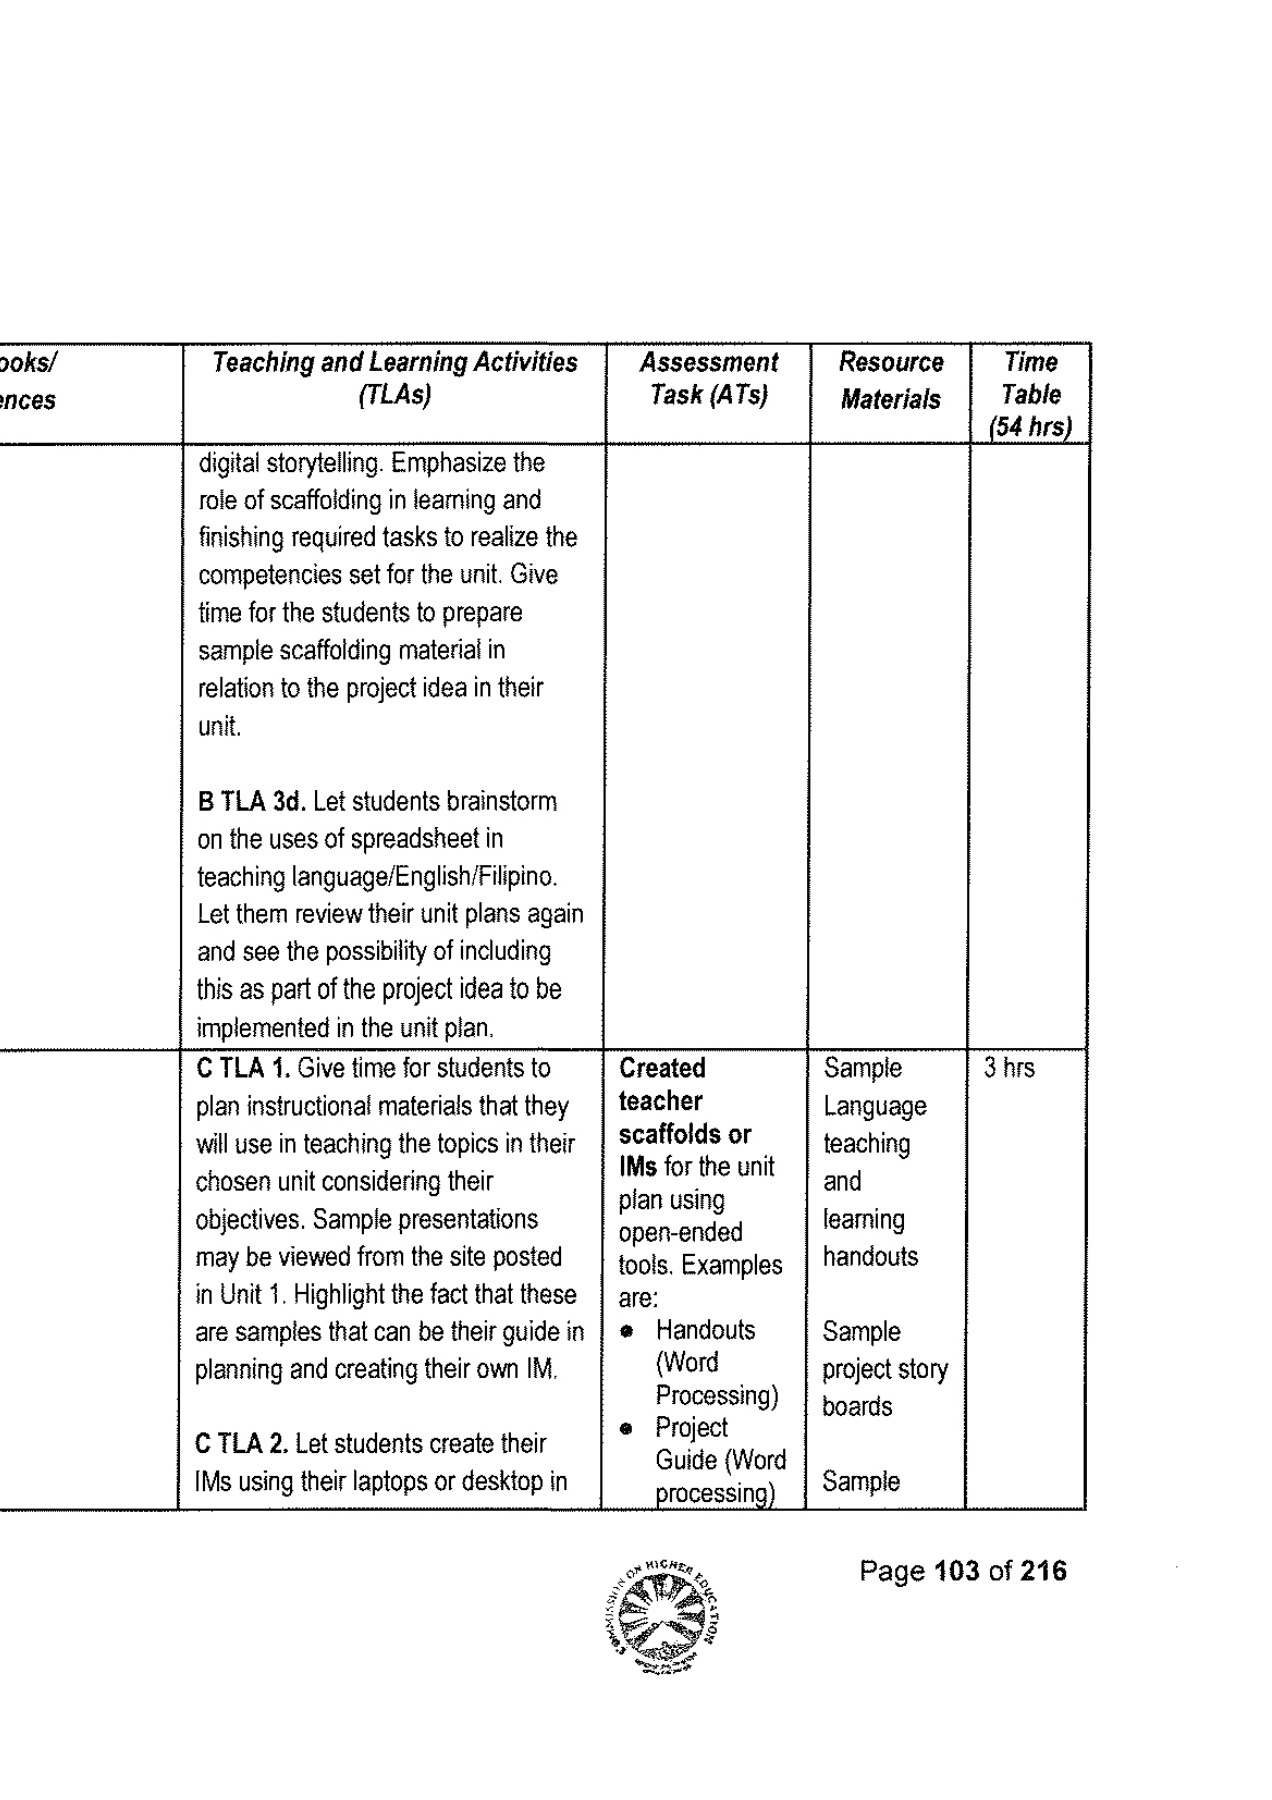 ooks/
ences
Teaching and Learning Activities
(TLAs)
Assessment
Task (ATs)
Resource
Materials
Time
Table
(54 hrs)
digital storytelling. Emphasize the
role of scaffolding in learning and
finishing required tasks to realize the
competencies set for the unit. Give
time for the students to prepare
sample scaffolding material in
relation to the project idea in their
unit.
B TLA 3d. Let students brainstorm
on the uses of spreadsheet in
teaching language/English/Filipino.
Let them review their unit plans again
and see the possibility of including
this as part of the project idea to be
implemented in the unit plan.
C TLA 1. Give time for students to
plan instructional materials that they
will use in teaching the topics in their
chosen unit considering their
objectives. Sample presentations
may be viewed from the site posted
in Unit 1. Highlight the fact that these
are samples that can be their guide in
planning and creating their own IM.
C TLA 2. Let students create their
IMs using their laptops or desktop in
Created
teacher
scaffolds or
IMs for the unit
plan using
open-ended
tools. Examples
are:
• Handouts
(Word
Processing)
• Project
Guide (Word
processing)
Sample
Language
teaching
and
learning
handouts
Sample
project story
boards
Sample
3 hrs
COMMISSION ON HIGHER EDUCATION
Page 103 of 216